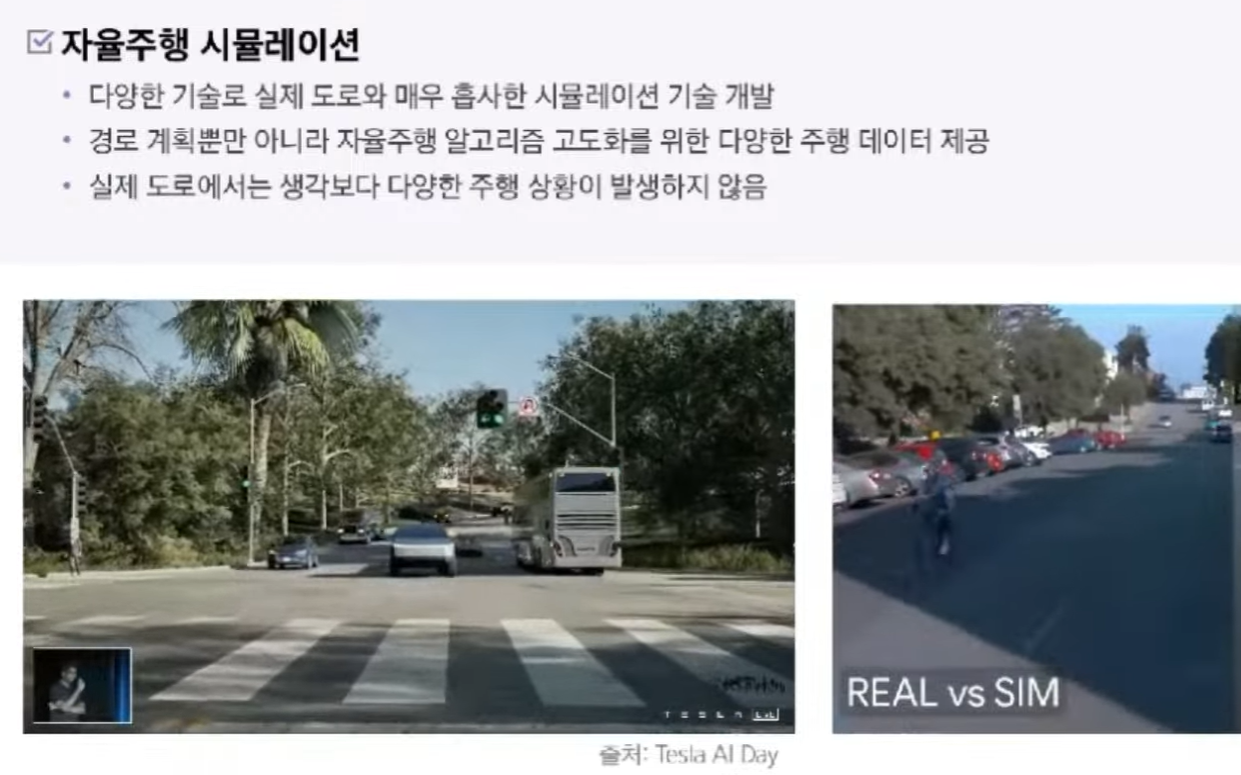 자율주행 시뮬레이션
• 다양한 기술로 실제 도로와 매우 흡사한 시뮬레이션 기술 개발
• 경로 계획뿐만 아니라 자율주행 알고리즘 고도화를 위한 다양한 주행 데이터 제공
• 실제 도로에서는 생각보다 다양한 주행 상황이 발생하지 않음
REAL vs SIM
TESLA LIVE
출처: Tesla AI Day